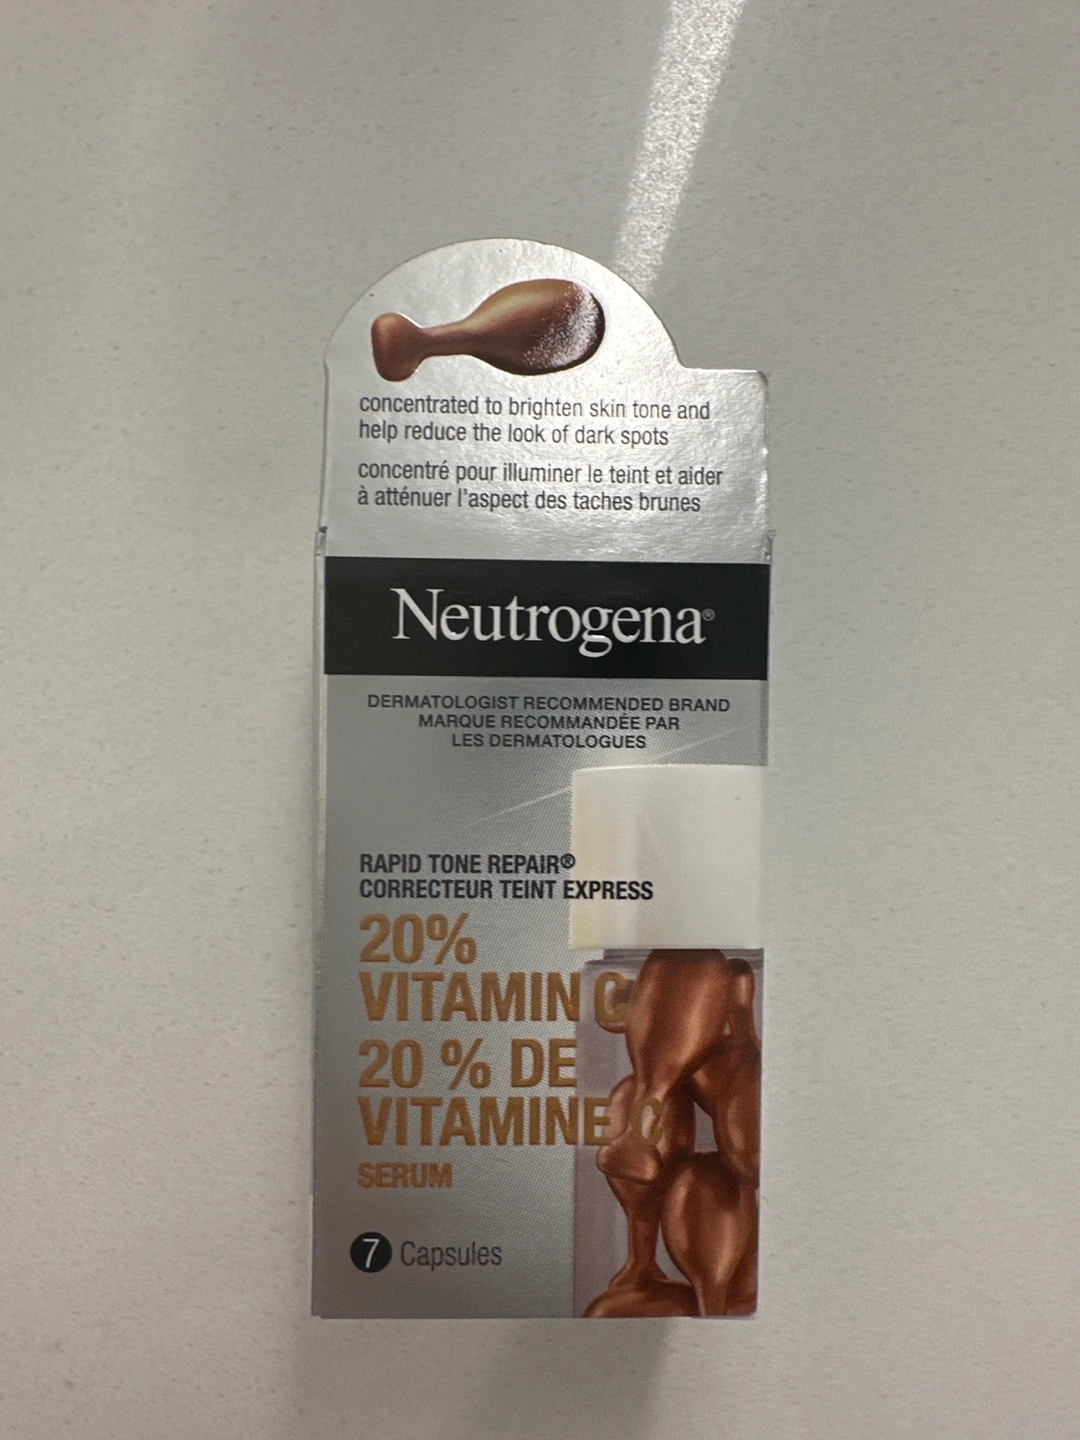 concentrated to brighten skin tone and
help reduce the look of dark spots
concentré pour illuminer le teint et aider
à atténuer l'aspect des taches brunes
Neutrogena®
DERMATOLOGIST RECOMMENDED BRAND
MARQUE RECOMMANDÉE PAR
LES DERMATOLOGUES
RAPID TONE REPAIR®
CORRECTEUR TEINT EXPRESS
20%
VITAMIN C
20 % DE
VITAMINE C
SERUM
7 Capsules